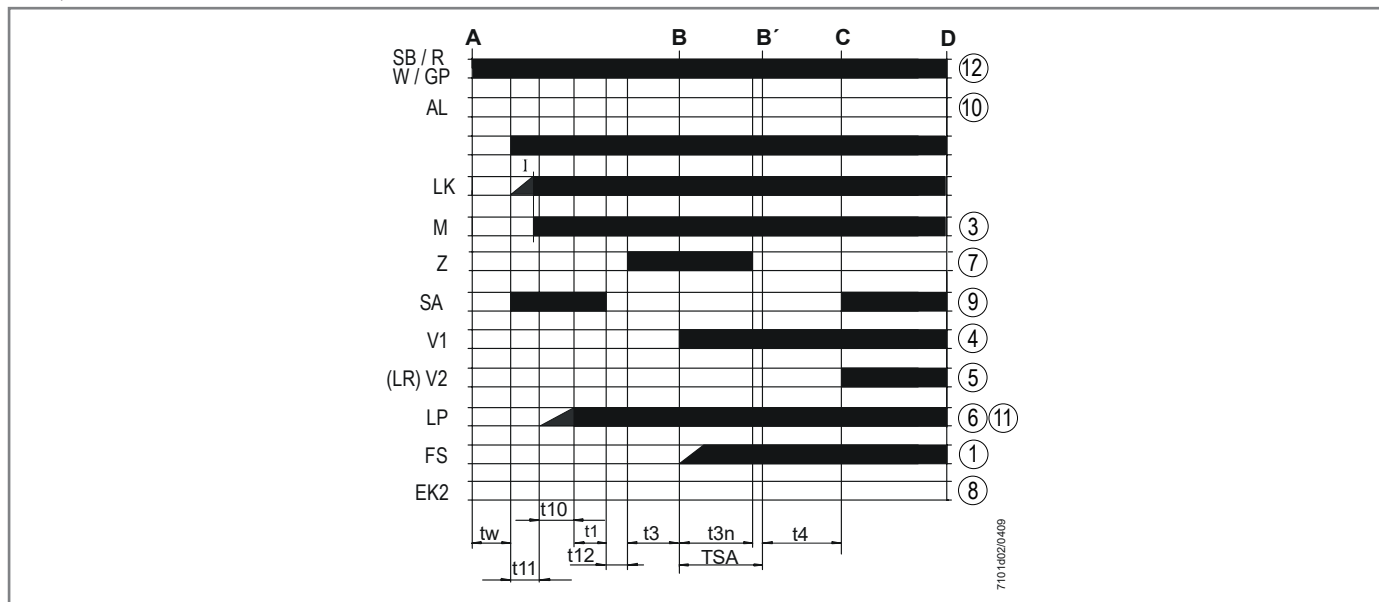 A B B´ C D
SB / R
W / GP 12
AL 10
I
LK
M 3
Z 7
SA 9
V1 4
(LR) V2 5
LP 6 11
FS 1
EK2 8
t10
tw t1 t3 t3n t4
t12 TSA
t11
7101d02/0409